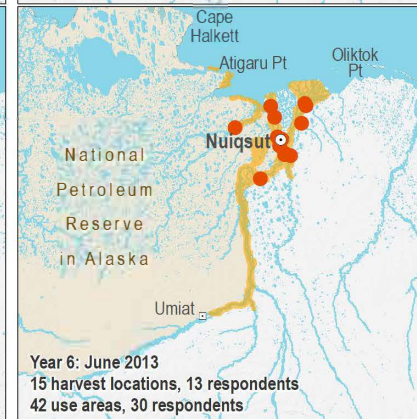 Cape
Halkett
Atigaru Pt
Oliktok
Pt
Nuiqsut
National
Petroleum
Reserve
in Alaska
Umiat
Year 6: June 2013
15 harvest locations, 13 respondents
42 use areas, 30 respondents